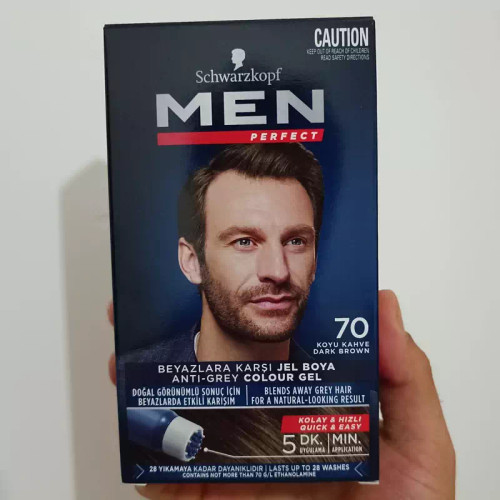 CAUTION
KEEP OUT OF REACH OF CHILDREN
READ SAFETY DIRECTIONS
Schwarzkopf
MEN
PERFECT
70
KOYU KAHVE
DARK BROWN
BEYAZLARA KARŞI JEL BOYA
ANTI-GREY COLOUR GEL
DOĞAL GÖRÜNÜMLÜ SONUÇ İÇİN
BEYAZLARDA ETKİLİ KARIŞIM
BLENDS AWAY GREY HAIR
FOR A NATURAL-LOOKING RESULT
KOLAY & HIZLI
QUICK & EASY
5 DK. MIN.
UYGULAMA APPLICATION
28 YIKAMAYA KADAR DAYANIKLIDIR | LASTS UP TO 28 WASHES
CONTAINS NOT MORE THAN 70 G/L ETHANOLAMINE